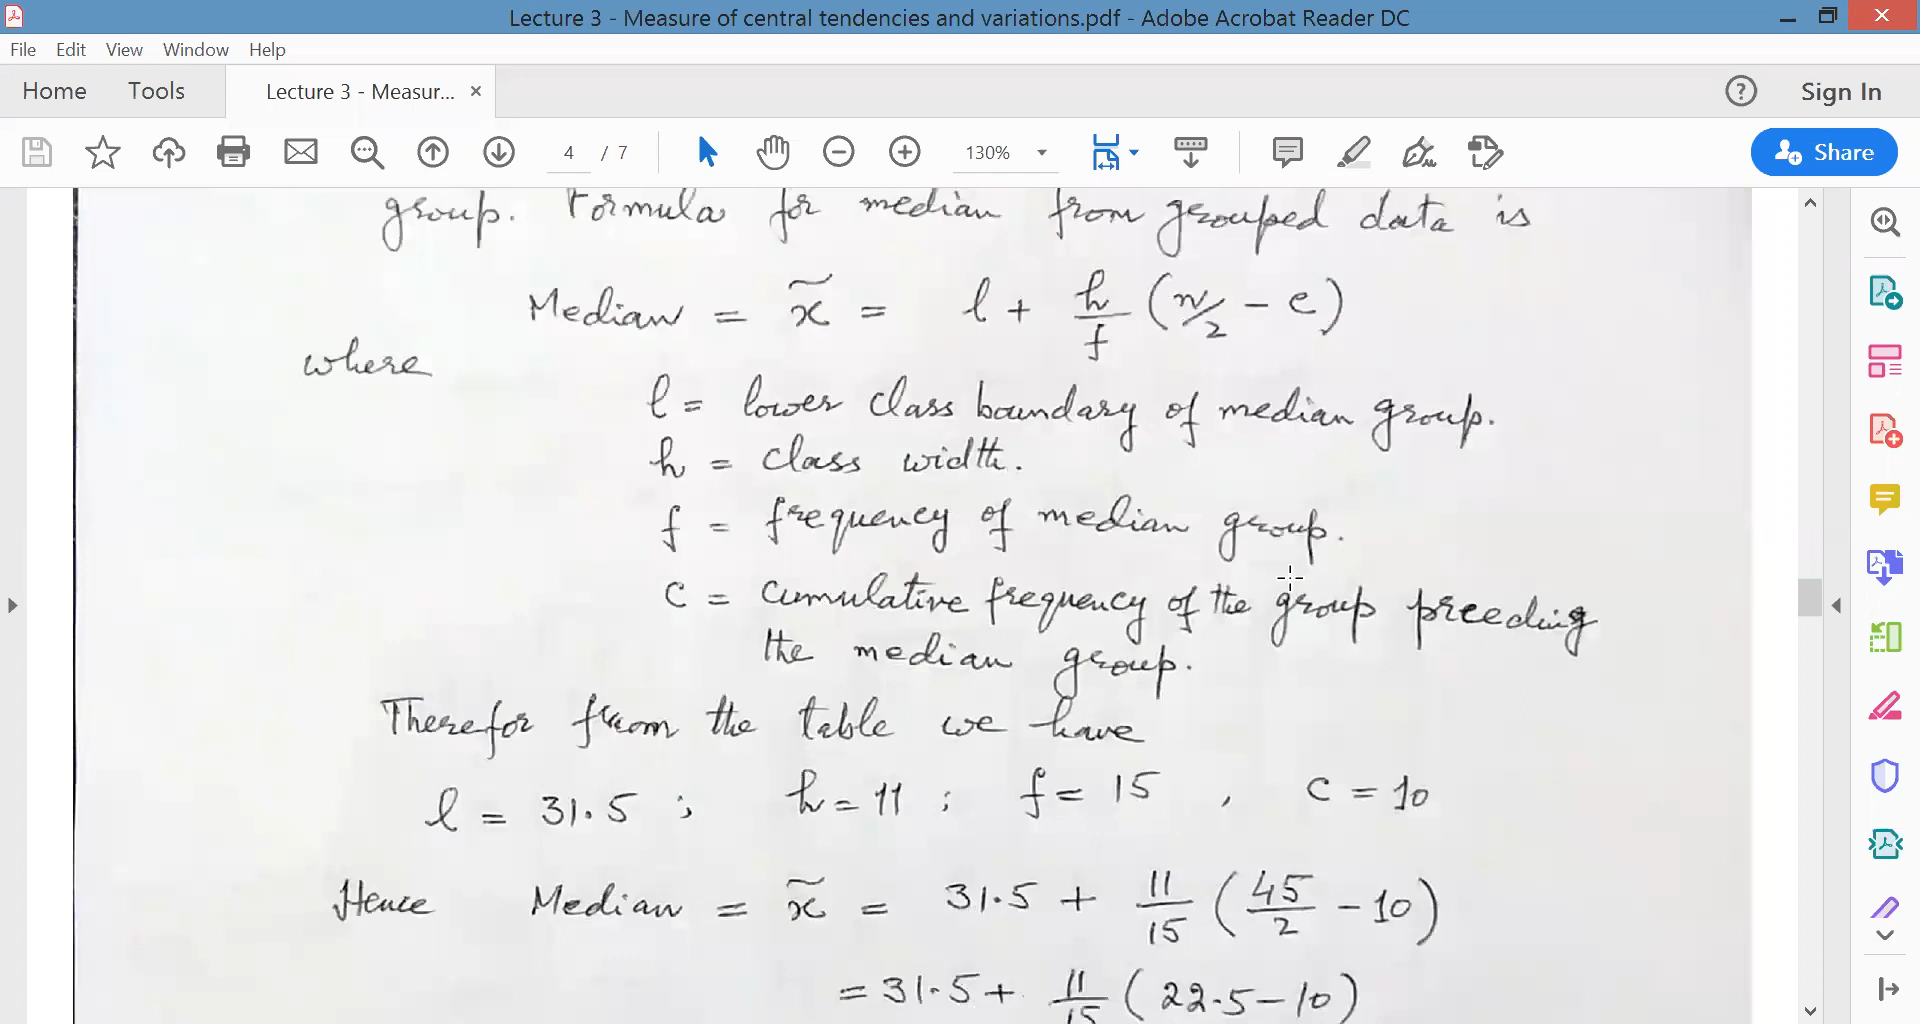 Lecture 3 - Measure of central tendencies and variations.pdf - Adobe Acrobat Reader DC
File Edit View Window Help
Home Tools Lecture 3 - Measur... × Sign In
4 / 7 130% Share
group. Formula for median from grouped data is
Median = x̃ = l + h/f (n/2 - c)
where
l = lower class boundary of median group.
h = class width.
f = frequency of median group.
c = cumulative frequency of the group preeding
the median group.
Therefor from the table we have
l = 31.5 ; h = 11 ; f = 15 , c = 10
Hence Median = x̃ = 31.5 + 11/15 (45/2 - 10)
= 31.5 + 11/15 (22.5 - 10)